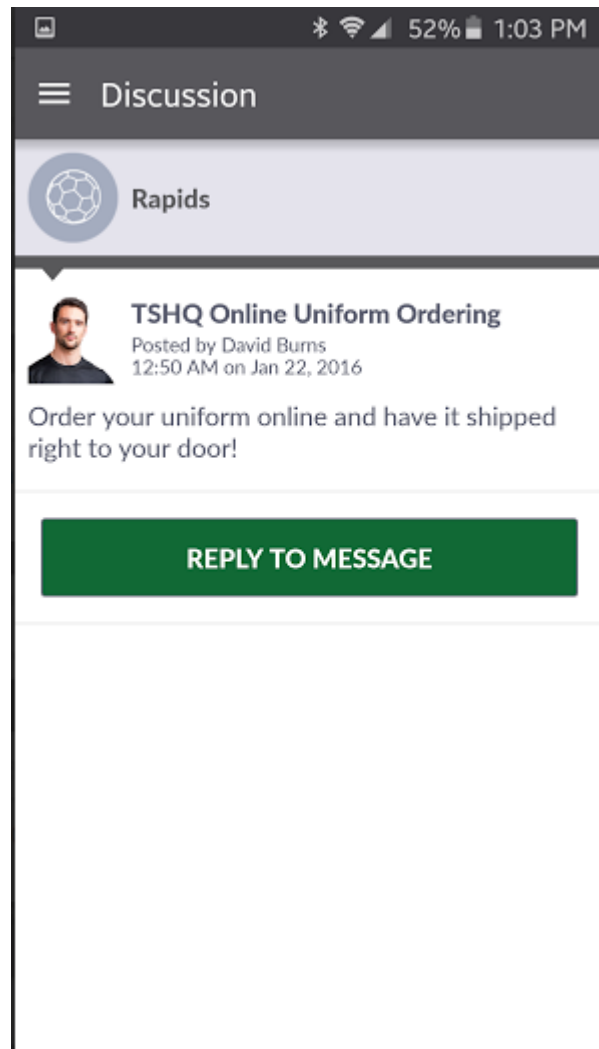 52% 1:03 PM
Discussion
Rapids
TSHQ Online Uniform Ordering
Posted by David Burns
12:50 AM on Jan 22, 2016
Order your uniform online and have it shipped
right to your door!
REPLY TO MESSAGE